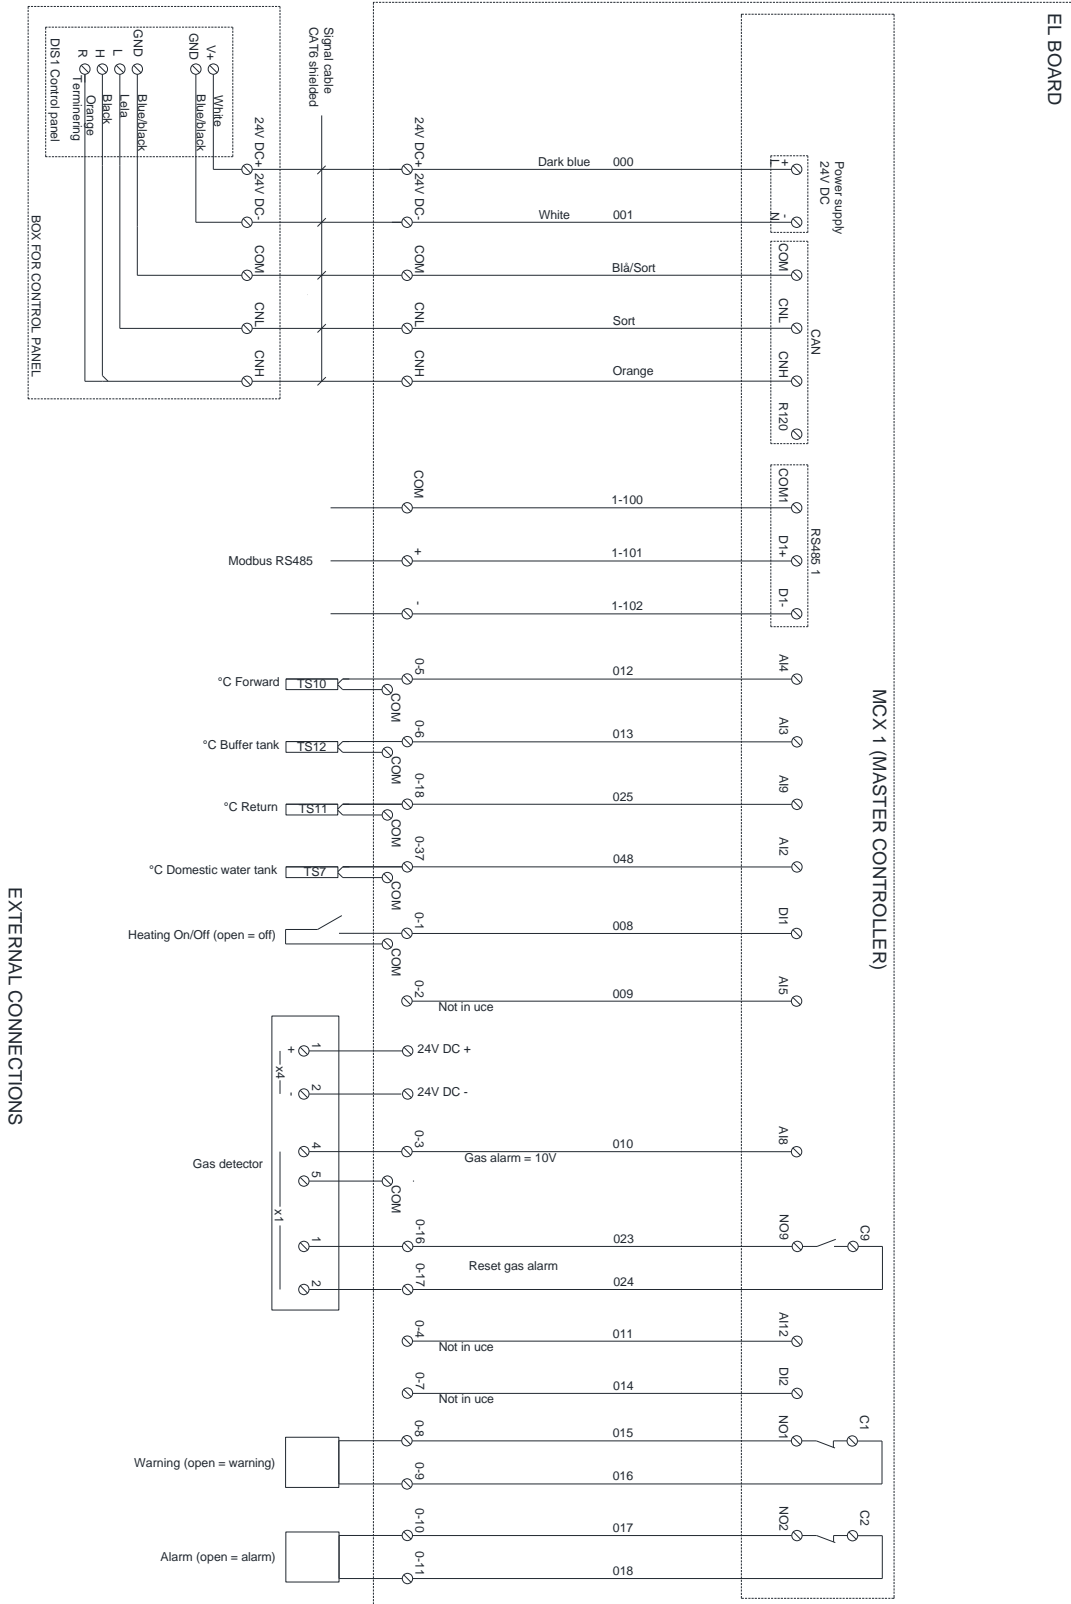 EL BOARD
MCX 1 (MASTER CONTROLLER)
EXTERNAL CONNECTIONS
BOX FOR CONTROL PANEL
DIS1 Control panel
Terminering
R
H
L
GND
GND
V+
Orange
Black
Lela
Blue/black
Blue/black
White
Signal cable
CAT6 shielded
24V DC+
24V DC-
COM
CNL
CNH
24V DC+
24V DC-
COM
CNL
CNH
Dark blue 000
White 001
Blå/Sort
Sort
Orange
Power supply
24V DC
L +
N -
COM
CNL
CNH
R120
CAN
Modbus RS485
COM
+
-
1-100
1-101
1-102
COM1
D1+
D1-
RS485 1
°C Forward
TS10
COM
0-5
012
AI4
°C Buffer tank
TS12
COM
0-6
013
AI3
°C Return
TS11
COM
0-18
025
AI9
°C Domestic water tank
TS7
COM
0-37
048
AI2
Heating On/Off (open = off)
COM
0-1
008
DI1
0-2
Not in uce
009
AI5
Gas detector
+ 1
x4
- 2
24V DC +
24V DC -
4
5
x1
1
2
0-3
Gas alarm = 10V
010
AI8
COM
0-16
023
NO9
C9
Reset gas alarm
0-17
024
0-4
Not in uce
011
AI12
0-7
Not in uce
014
DI2
Warning (open = warning)
0-8
015
NO1
C1
0-9
016
Alarm (open = alarm)
0-10
017
NO2
C2
0-11
018